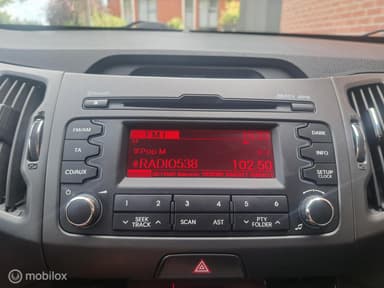 Bluetooth
FM/AM
TA
CD/AUX
FM1
Pop M
#RADIO538 102.50
DARK
INFO
SETUP
CLOCK
1 2 3 4 5 6
SEEK
TRACK
SCAN AST
PTY
FOLDER
mobilox